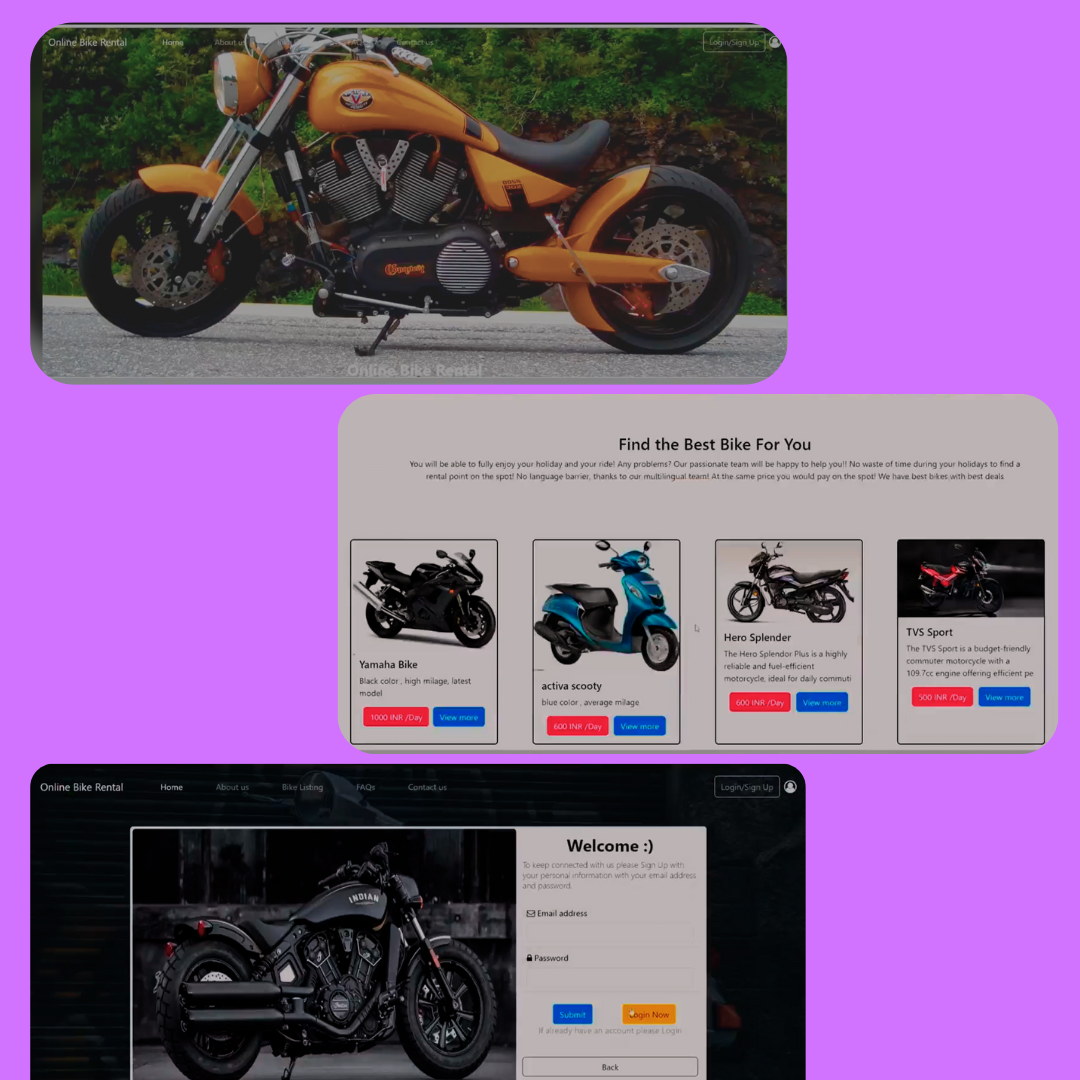 Online Bike Rental Home About us Contact us Login/Sign Up
Online Bike Rental
Find the Best Bike For You
You will be able to fully enjoy your holiday and your ride! Any problems? Our passionate team will be happy to help you!! No waste of time during your holidays to find a
rental point on the spot! No language barrier, thanks to our multilingual team! At the same price you would pay on the spot! We have best bikes with best deals
Yamaha Bike
Black color , high milage, latest
model
1000 INR /Day View more
activa scooty
blue color , average milage
600 INR /Day View more
Hero Splender
The Hero Splendor Plus is a highly
reliable and fuel-efficient
motorcycle, ideal for daily commuti
600 INR /Day View more
TVS Sport
The TVS Sport is a budget-friendly
commuter motorcycle with a
109.7cc engine offering efficient pe
500 INR /Day View more
Online Bike Rental Home About us Bike Listing FAQs Contact us Login/Sign Up
INDIAN
Welcome :)
To keep connected with us please Sign Up with
your personal information with your email address
and password.
Email address
Password
Submit Login Now
If already have an account please Login
Back